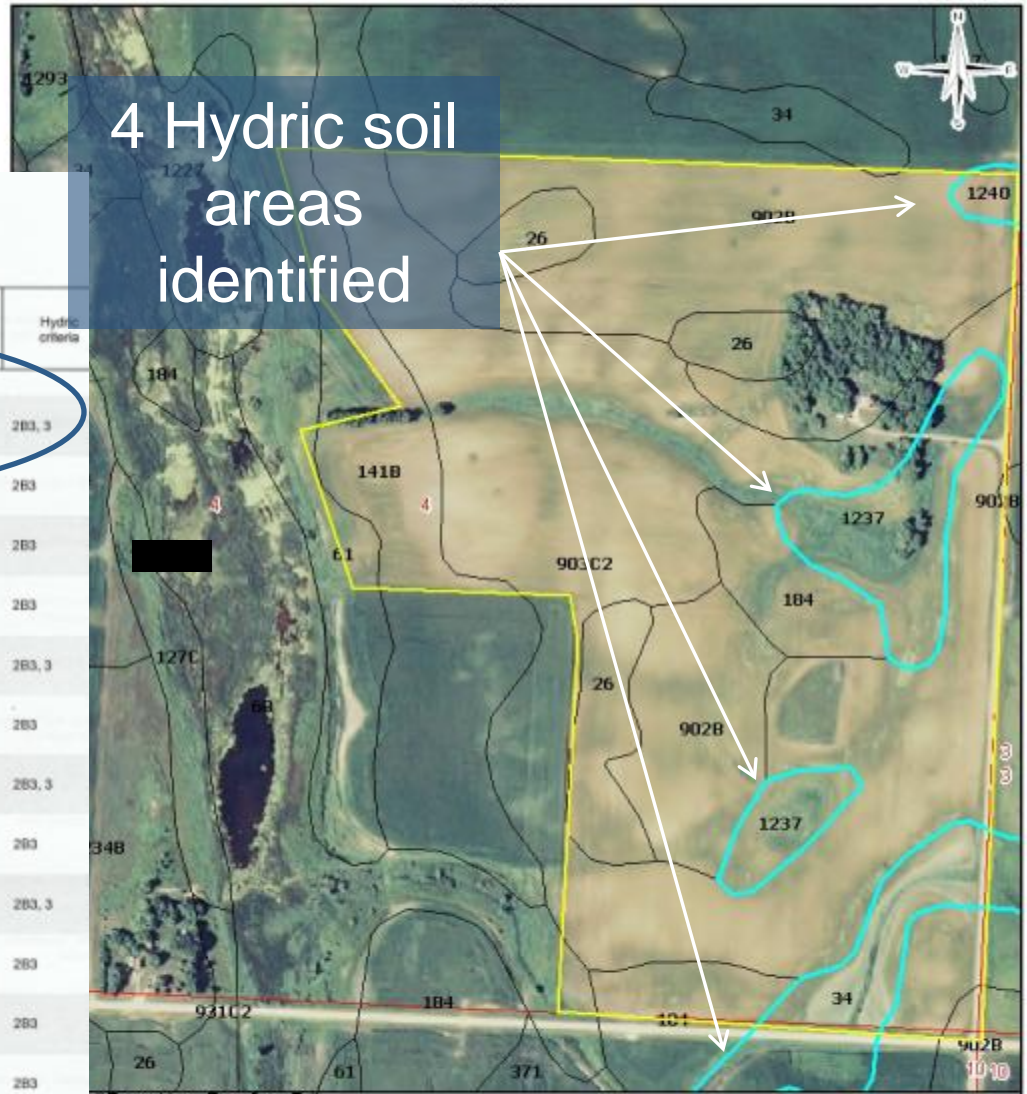 4 Hydric soil
areas
identified
N
W
E
S
1293
34
34
1227
1240
902B
26
26
184
141B
4
4
1237
902B
61
903C2
184
127C
26
68
902B
3
3
1237
34B
34
184
931C2
902B
26
61
371
10 10
Hydric
criteria
2B3, 3
2B3
2B3
2B3
2B3, 3
2B3
2B3, 3
2B3
2B3, 3
2B3
2B3
2B3